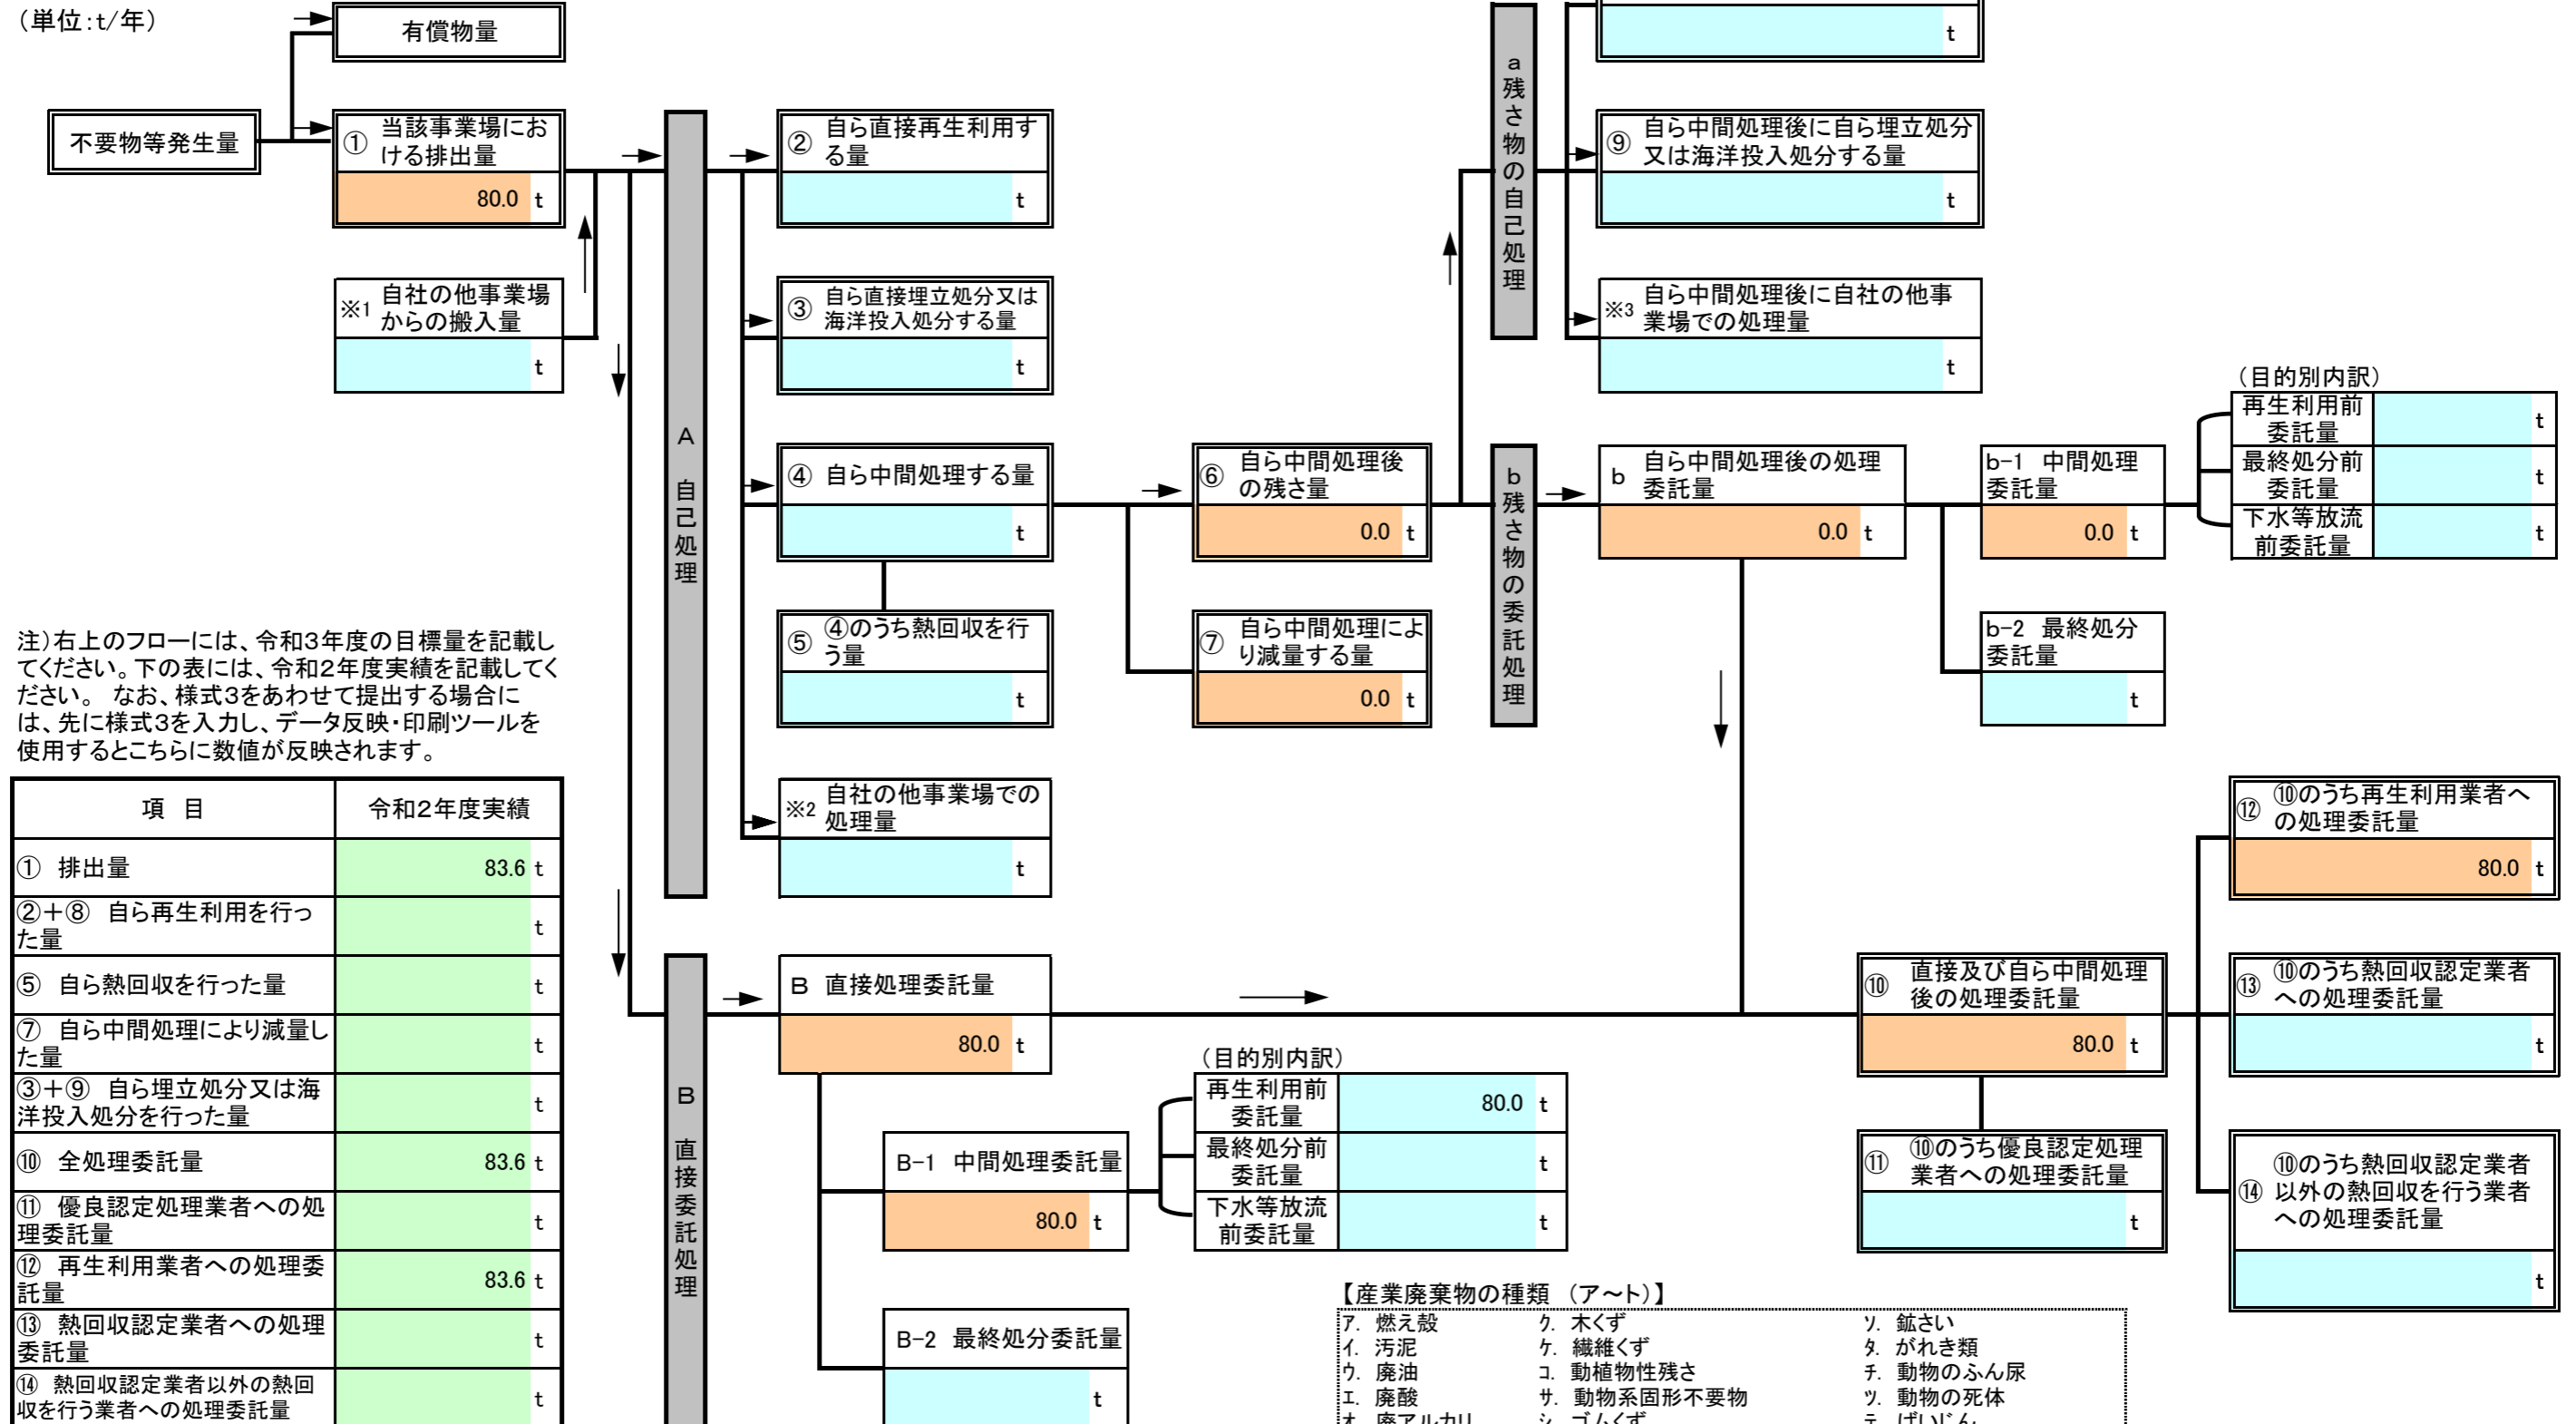 （単位：t/年）
有償物量
不要物等発生量
① 当該事業場にお
ける排出量
80.0 t
※1 自社の他事業場
からの搬入量
t
A 自己処理
② 自ら直接再生利用す
る量
t
③ 自ら直接埋立処分又は
海洋投入処分する量
t
④ 自ら中間処理する量
t
⑤ ④のうち熱回収を行
う量
t
※2 自社の他事業場での
処理量
t
⑥ 自ら中間処理後
の残さ量
0.0 t
⑦ 自ら中間処理によ
り減量する量
0.0 t
a 残さ物の自己処理
t
⑨ 自ら中間処理後に自ら埋立処分
又は海洋投入処分する量
t
※3 自ら中間処理後に自社の他事
業場での処理量
t
b 残さ物の委託処理
b 自ら中間処理後の処理
委託量
0.0 t
b-1 中間処理
委託量
0.0 t
（目的別内訳）
再生利用前
委託量
t
最終処分前
委託量
t
下水等放流
前委託量
t
b-2 最終処分
委託量
t
注）右上のフローには、令和3年度の目標量を記載し
てください。下の表には、令和2年度実績を記載してく
ださい。 なお、様式3をあわせて提出する場合に
は、先に様式3を入力し、データ反映・印刷ツールを
使用するとこちらに数値が反映されます。
項 目 令和2年度実績
① 排出量 83.6 t
②＋⑧ 自ら再生利用を行っ
た量
t
⑤ 自ら熱回収を行った量 t
⑦ 自ら中間処理により減量し
た量
t
③＋⑨ 自ら埋立処分又は海
洋投入処分を行った量
t
⑩ 全処理委託量 83.6 t
⑪ 優良認定処理業者への処
理委託量
t
⑫ 再生利用業者への処理委
託量
83.6 t
⑬ 熱回収認定業者への処理
委託量
t
⑭ 熱回収認定業者以外の熱回
収を行う業者への処理委託量
t
B 直接委託処理
B 直接処理委託量
80.0 t
B-1 中間処理委託量
80.0 t
（目的別内訳）
再生利用前
委託量
80.0 t
最終処分前
委託量
t
下水等放流
前委託量
t
B-2 最終処分委託量
t
⑩ 直接及び自ら中間処理
後の処理委託量
80.0 t
⑪ ⑩のうち優良認定処理
業者への処理委託量
t
⑫ ⑩のうち再生利用業者へ
の処理委託量
80.0 t
⑬ ⑩のうち熱回収認定業者
への処理委託量
t
⑭ ⑩のうち熱回収認定業者
以外の熱回収を行う業者
への処理委託量
t
【産業廃棄物の種類 （ア～ト）】
ア. 燃え殻 ク. 木くず ソ. 鉱さい
イ. 汚泥 ケ. 繊維くず タ. がれき類
ウ. 廃油 コ. 動植物性残さ チ. 動物のふん尿
エ. 廃酸 サ. 動物系固形不要物 ツ. 動物の死体
オ. 廃アルカリ シ. ゴムくず テ. ばいじん